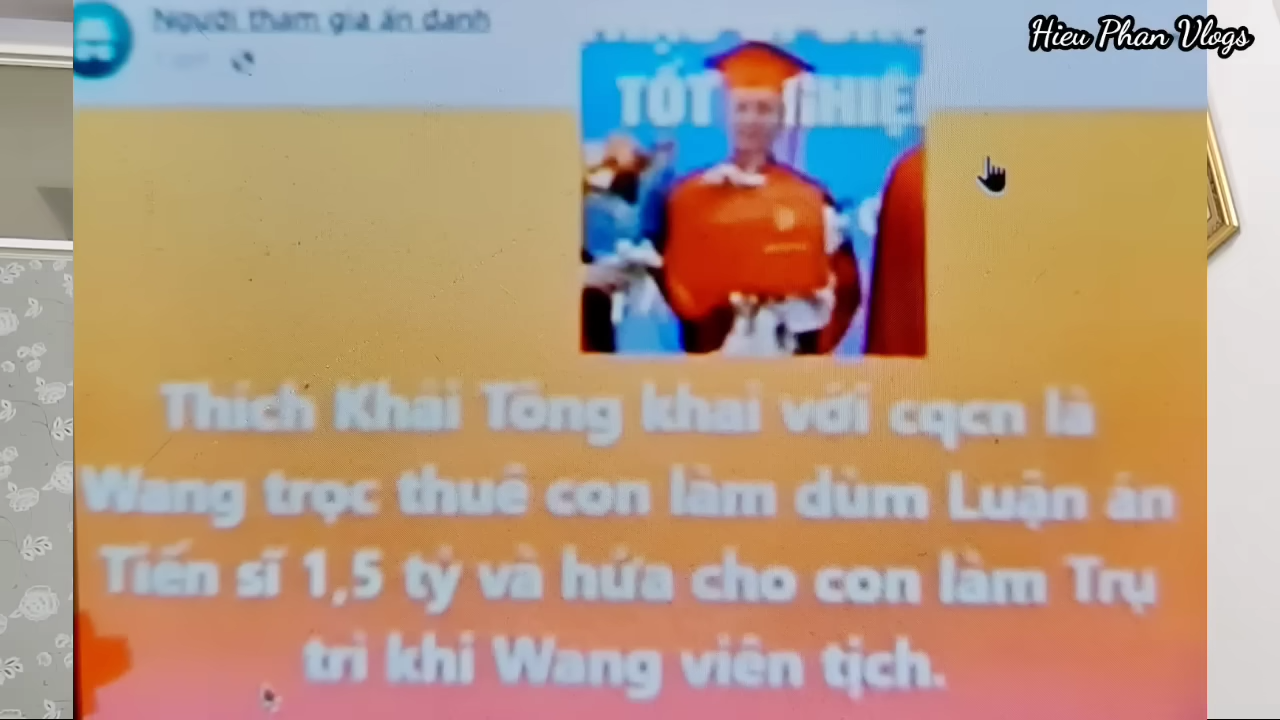 Người tham gia ẩn danh
Hieu Phan Vlogs
TỐT NGHIỆ
Thích Khải Tông khai với cqcn là
Wang trọc thuê con làm dùm Luận án
Tiến sĩ 1,5 tỷ và hứa cho con làm Trụ
trì khi Wang viên tịch.